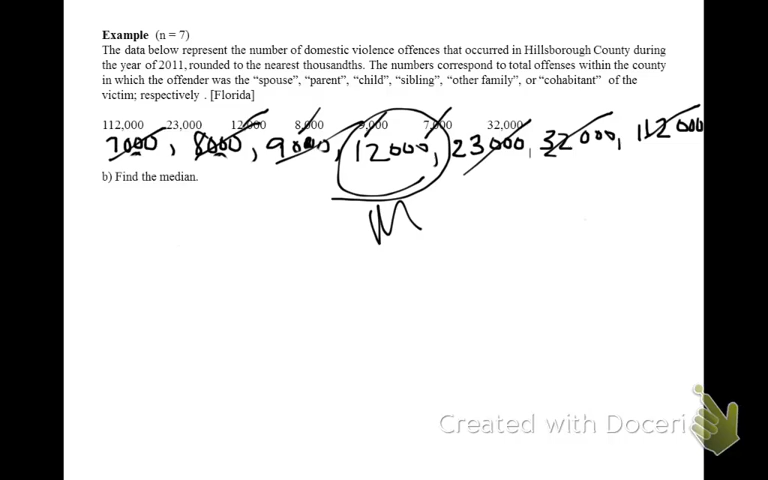 Example (n = 7)
The data below represent the number of domestic violence offences that occurred in Hillsborough County during
the year of 2011, rounded to the nearest thousandths. The numbers correspond to total offenses within the county
in which the offender was the “spouse”, “parent”, “child”, “sibling”, “other family”, or “cohabitant” of the
victim; respectively . [Florida]
112,000 23,000 12,000 8,000 9,000 7,000 32,000
7000, 8000, 9000, 12000, 23000, 32000, 112000
b) Find the median.
M
Created with Doceri